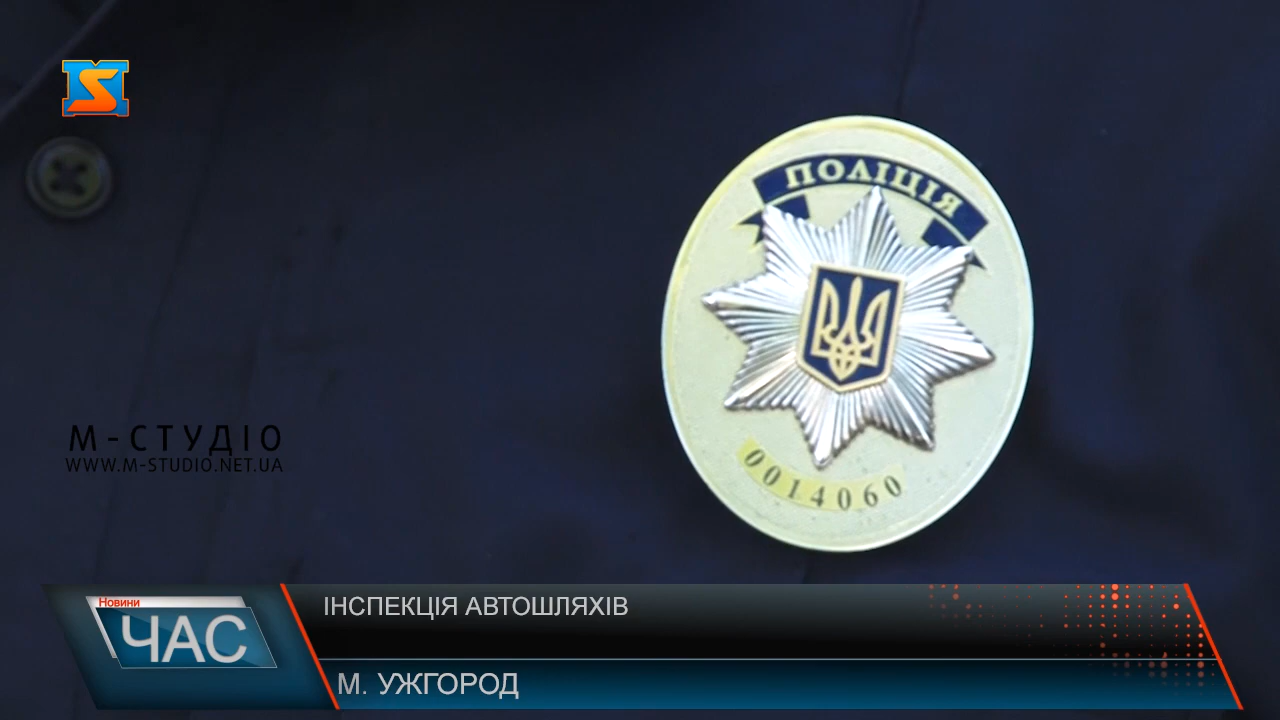 ПОЛІЦІЯ
0014060
М-СТУДІО
WWW.M-STUDIO.NET.UA
Новини
ЧАС
ІНСПЕКЦІЯ АВТОШЛЯХІВ
М. УЖГОРОД